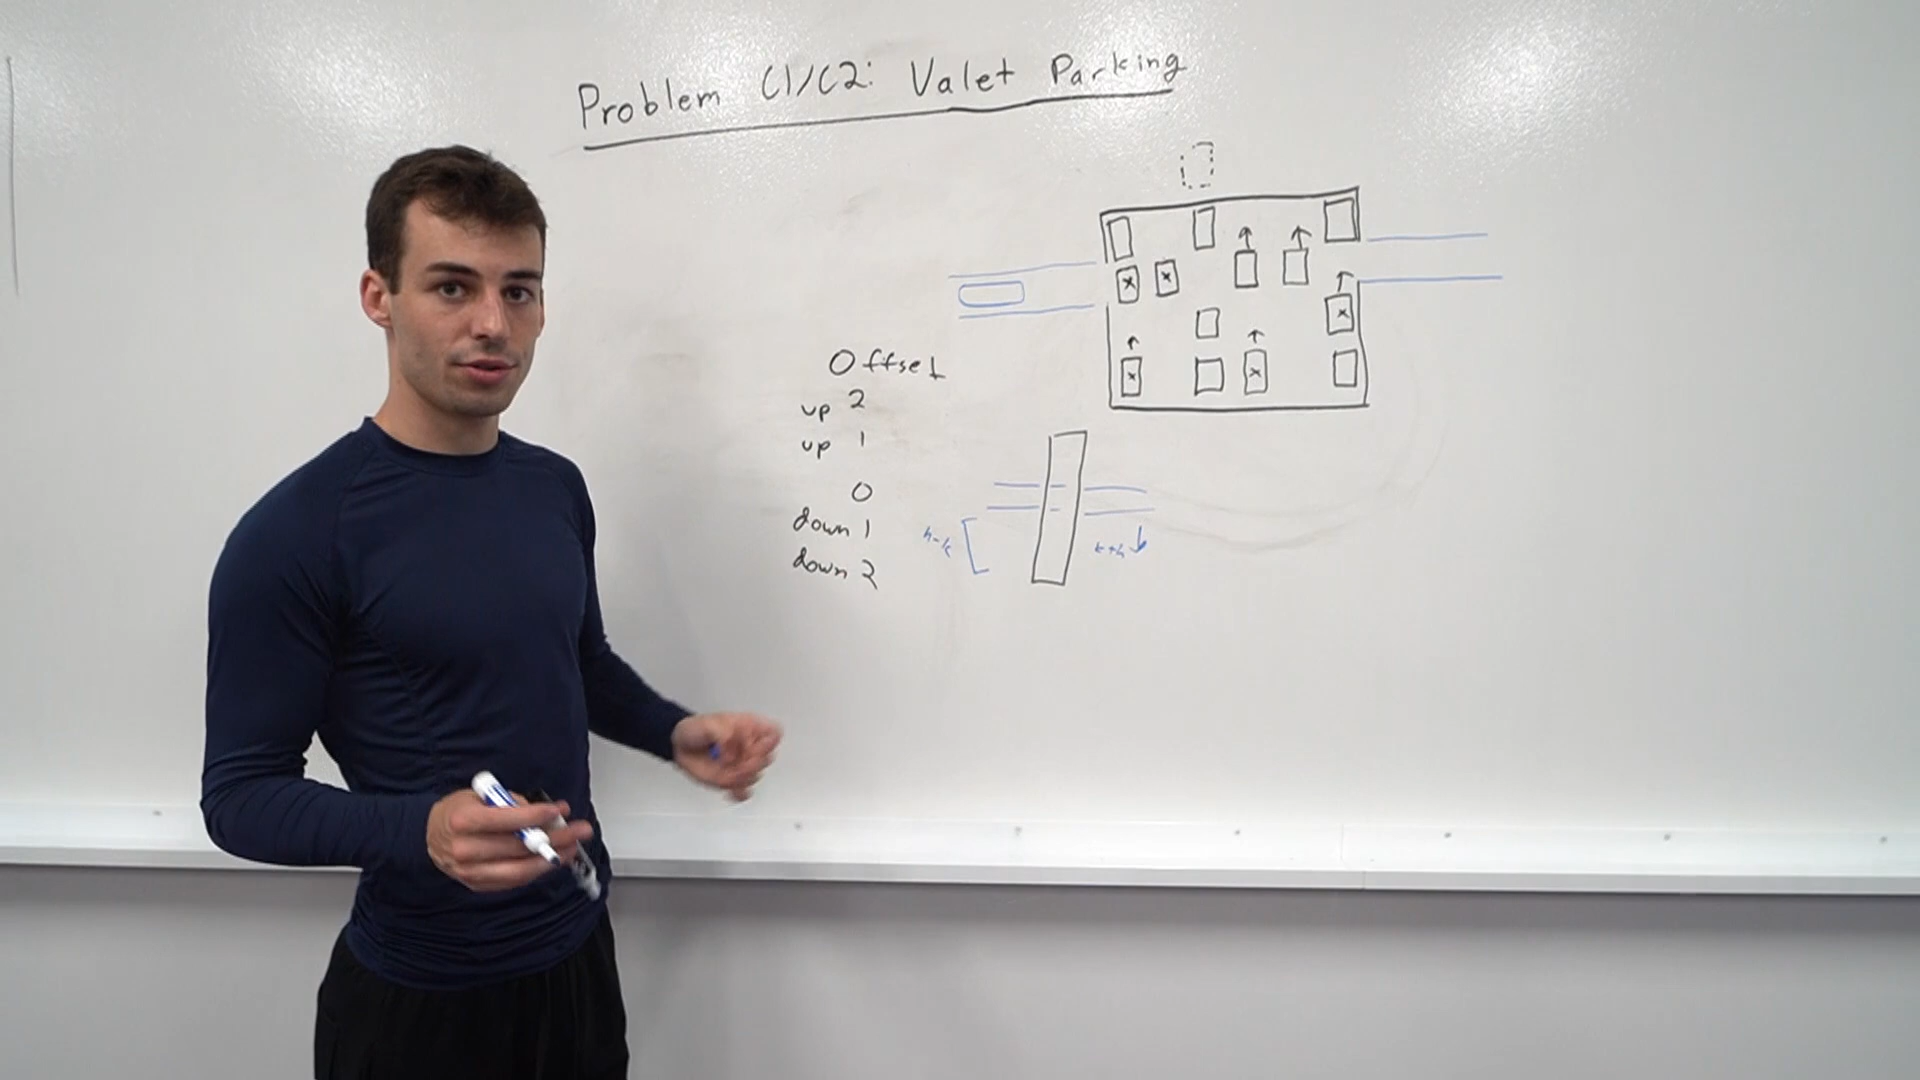 Problem C1/C2: Valet Parking
Offset
up 2
up 1
0
down 1
down 2